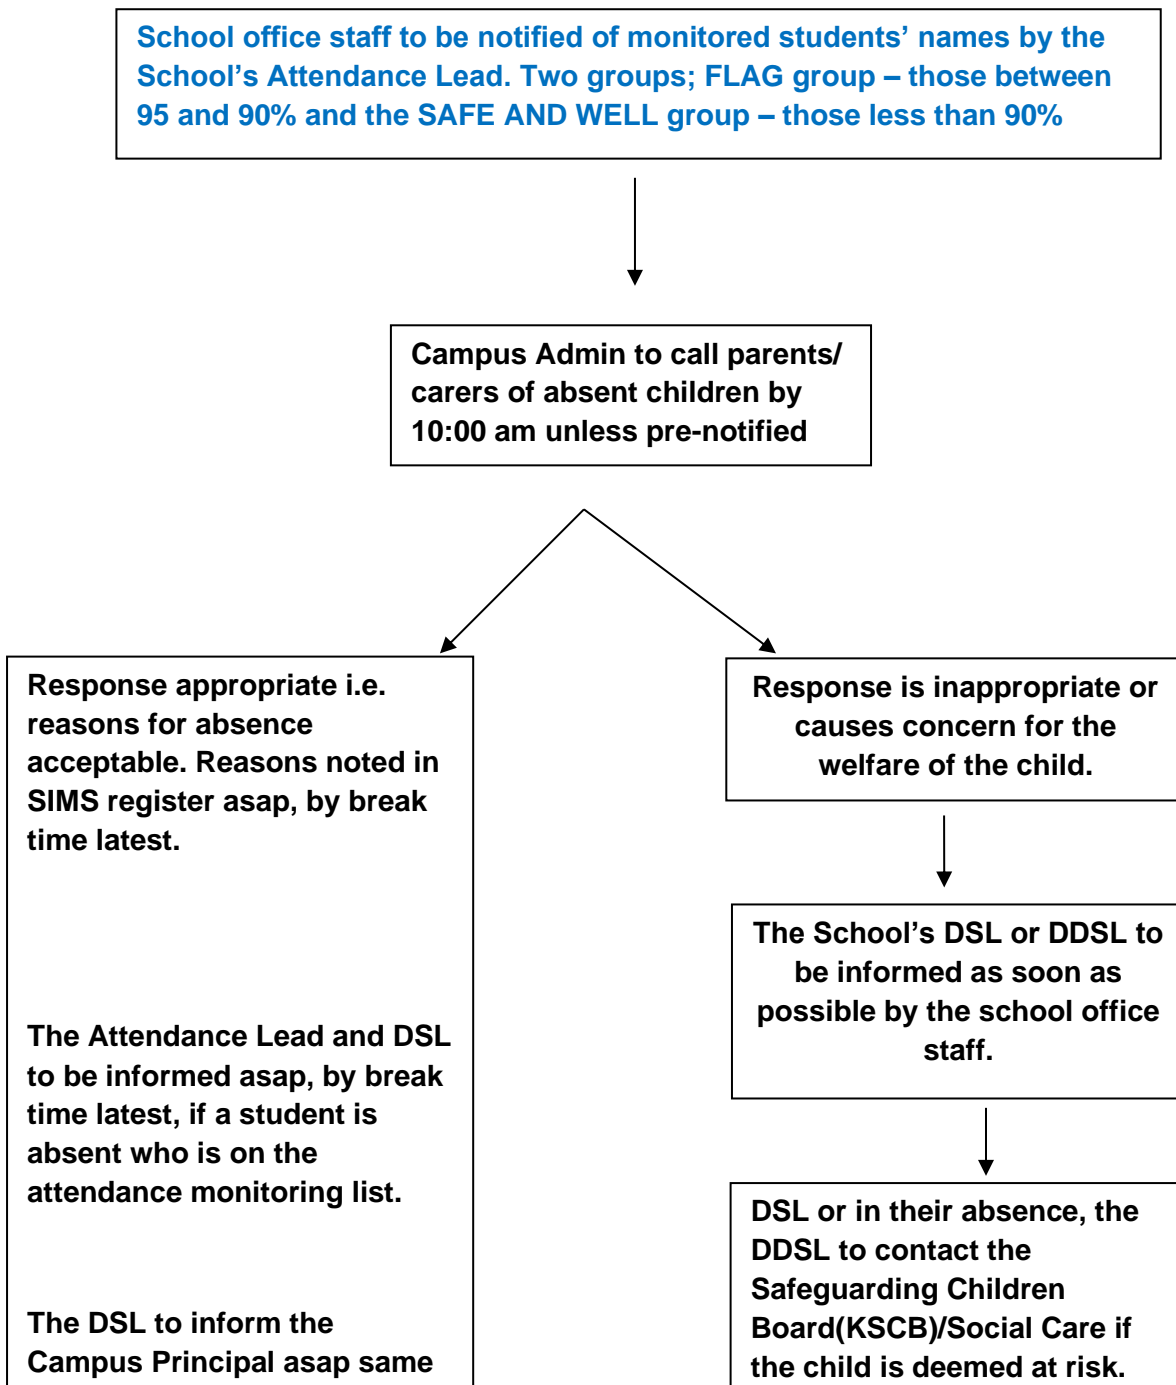 School office staff to be notified of monitored students’ names by the
School’s Attendance Lead. Two groups; FLAG group – those between
95 and 90% and the SAFE AND WELL group – those less than 90%
Campus Admin to call parents/
carers of absent children by
10:00 am unless pre-notified
Response appropriate i.e.
reasons for absence
acceptable. Reasons noted in
SIMS register asap, by break
time latest.
The Attendance Lead and DSL
to be informed asap, by break
time latest, if a student is
absent who is on the
attendance monitoring list.
The DSL to inform the
Campus Principal asap same
Response is inappropriate or
causes concern for the
welfare of the child.
The School’s DSL or DDSL to
be informed as soon as
possible by the school office
staff.
DSL or in their absence, the
DDSL to contact the
Safeguarding Children
Board(KSCB)/Social Care if
the child is deemed at risk.